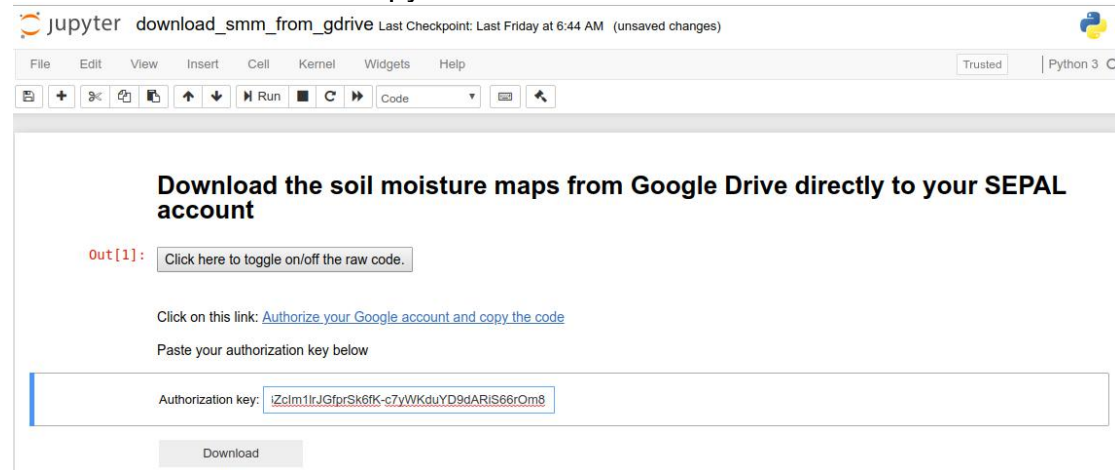 jupyter download_smm_from_gdrive Last Checkpoint: Last Friday at 6:44 AM (unsaved changes)
File Edit View Insert Cell Kernel Widgets Help Trusted Python 3
Run Code
Download the soil moisture maps from Google Drive directly to your SEPAL
account
Out[1]: Click here to toggle on/off the raw code.
Click on this link: Authorize your Google account and copy the code
Paste your authorization key below
Authorization key:
Download